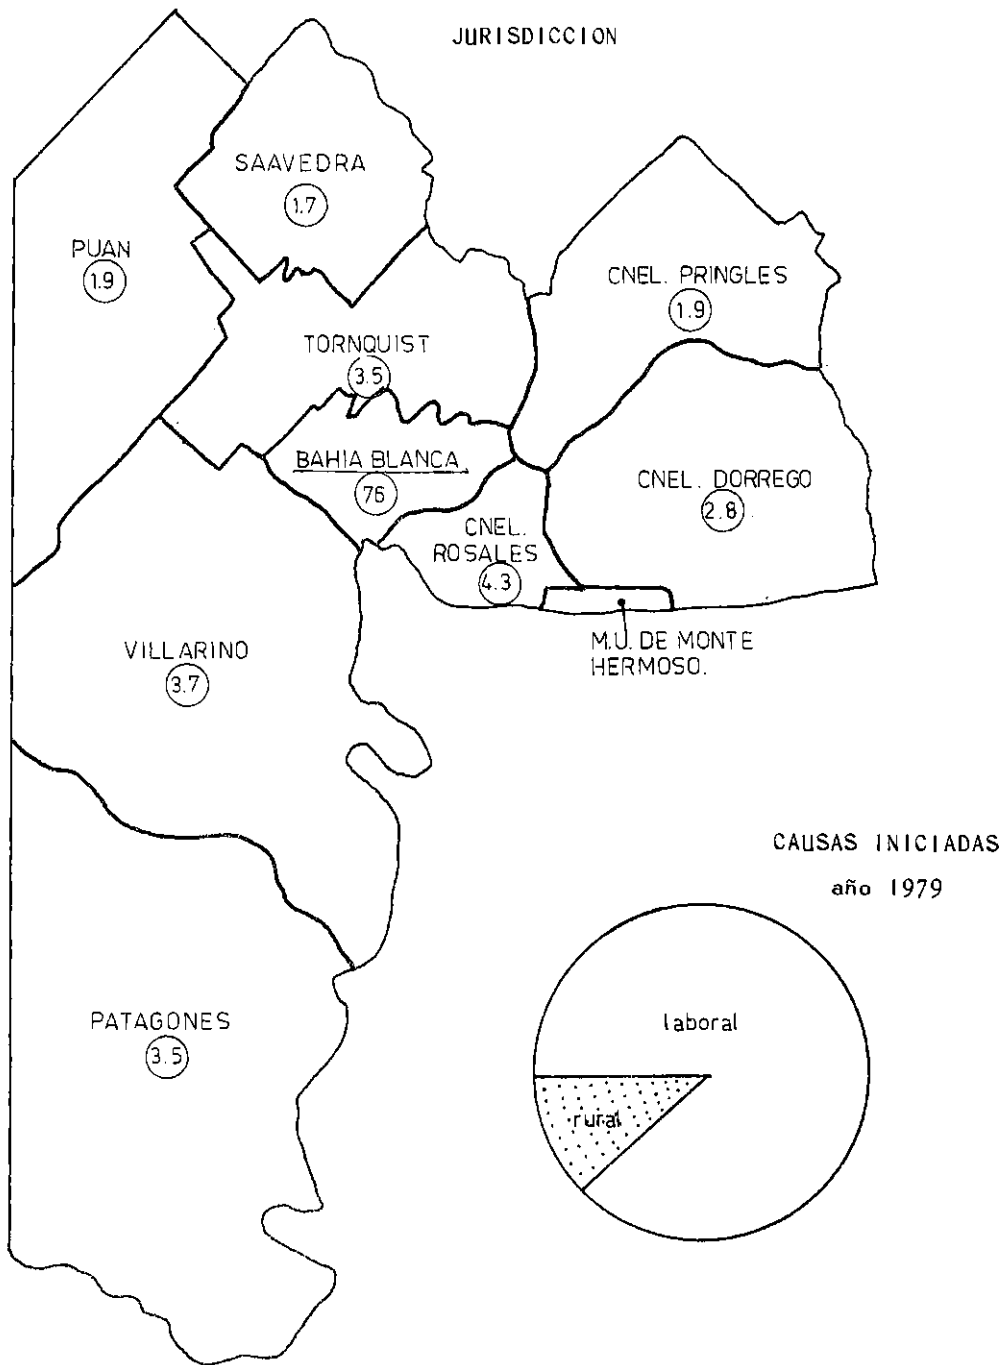 JURISDICCION
SAAVEDRA
1.7
PUAN
1.9
CNEL. PRINGLES
1.9
TORNQUIST
3.5
BAHIA BLANCA
76
CNEL. DORREGO
2.8
CNEL.
ROSALES
4.3
M.U. DE MONTE
HERMOSO.
VILLARINO
3.7
CAUSAS INICIADAS
año 1979
PATAGONES
3.5
laboral
rural